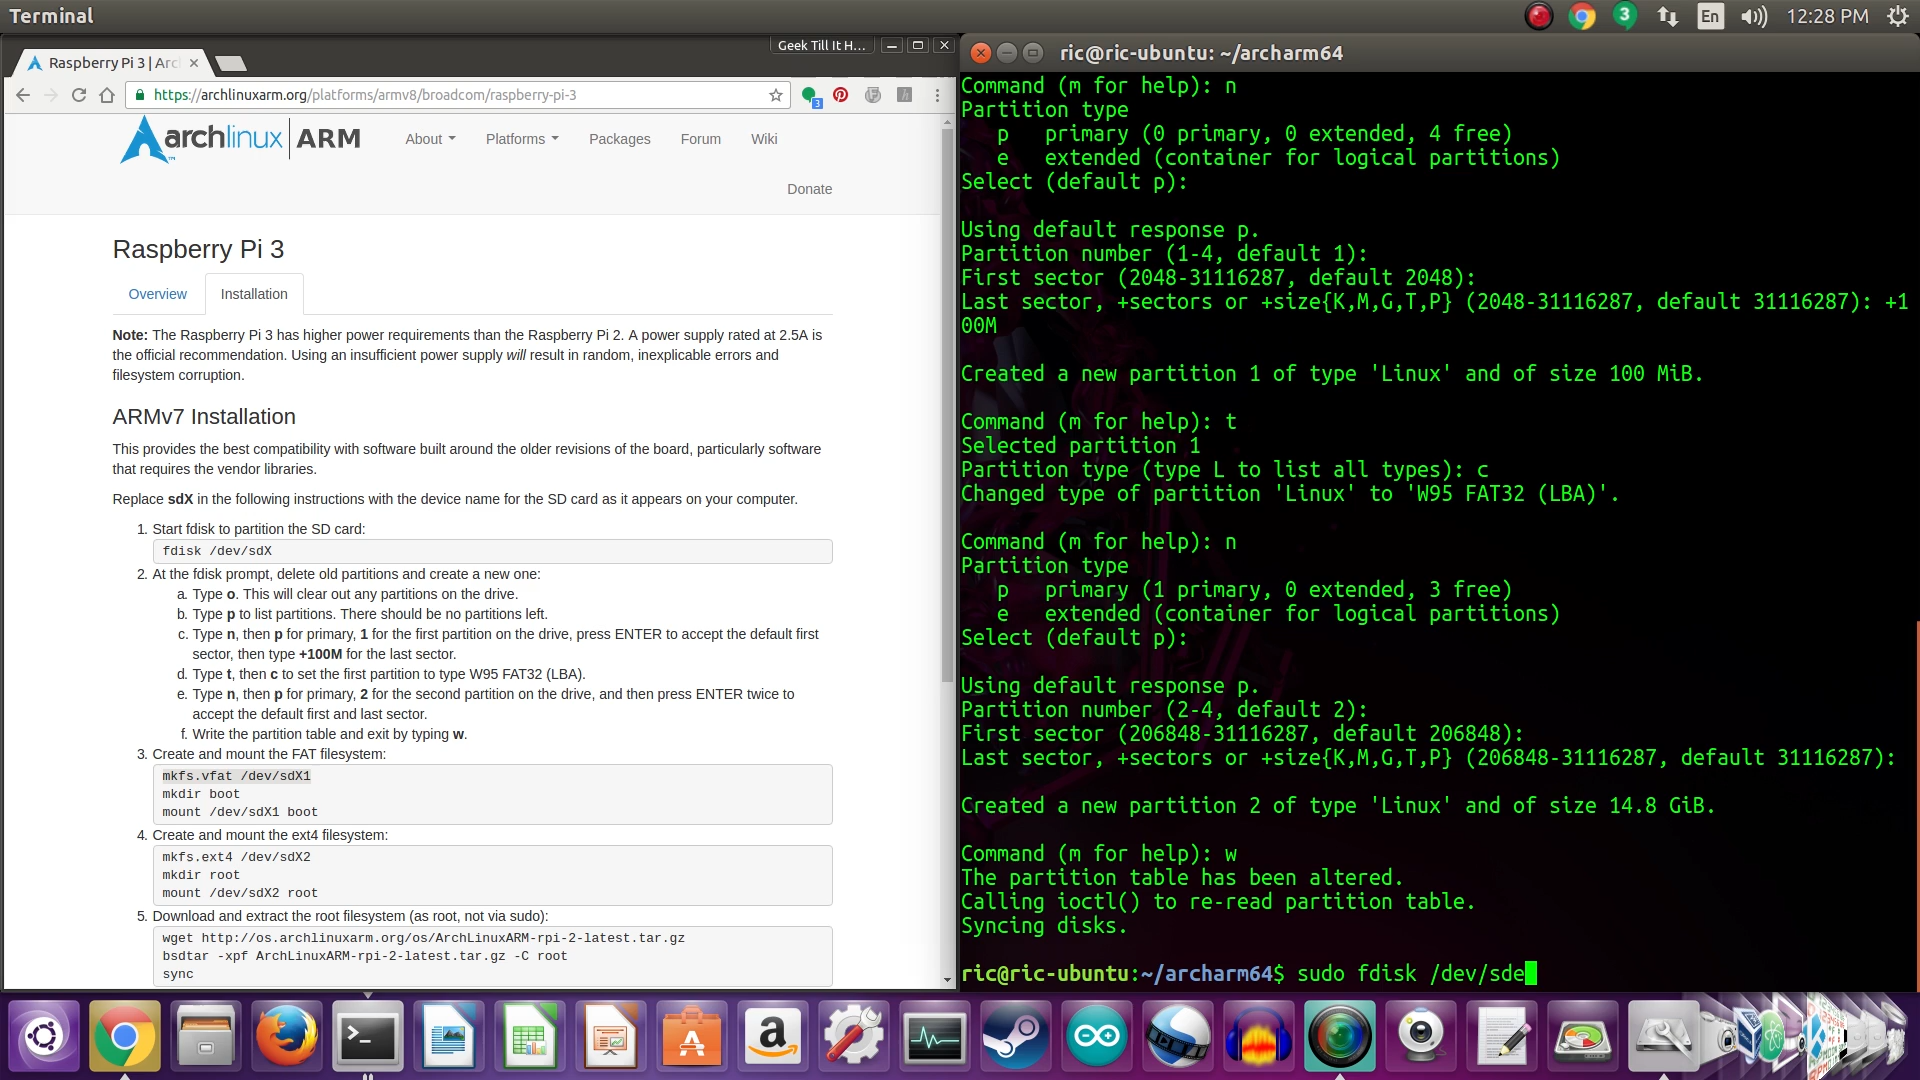 Terminal
3
En
12:28 PM
Geek Till It H...
Raspberry Pi 3 | Arc
https://archlinuxarm.org/platforms/armv8/broadcom/raspberry-pi-3
3
h
archlinux | ARM
TM
About
Platforms
Packages
Forum
Wiki
Donate
Raspberry Pi 3
Overview
Installation
Note: The Raspberry Pi 3 has higher power requirements than the Raspberry Pi 2. A power supply rated at 2.5A is
the official recommendation. Using an insufficient power supply will result in random, inexplicable errors and
filesystem corruption.
ARMv7 Installation
This provides the best compatibility with software built around the older revisions of the board, particularly software
that requires the vendor libraries.
Replace sdX in the following instructions with the device name for the SD card as it appears on your computer.
1. Start fdisk to partition the SD card:
fdisk /dev/sdX
2. At the fdisk prompt, delete old partitions and create a new one:
a. Type o. This will clear out any partitions on the drive.
b. Type p to list partitions. There should be no partitions left.
c. Type n, then p for primary, 1 for the first partition on the drive, press ENTER to accept the default first
sector, then type +100M for the last sector.
d. Type t, then c to set the first partition to type W95 FAT32 (LBA).
e. Type n, then p for primary, 2 for the second partition on the drive, and then press ENTER twice to
accept the default first and last sector.
f. Write the partition table and exit by typing w.
3. Create and mount the FAT filesystem:
mkfs.vfat /dev/sdX1
mkdir boot
mount /dev/sdX1 boot
4. Create and mount the ext4 filesystem:
mkfs.ext4 /dev/sdX2
mkdir root
mount /dev/sdX2 root
5. Download and extract the root filesystem (as root, not via sudo):
wget http://os.archlinuxarm.org/os/ArchLinuxARM-rpi-2-latest.tar.gz
bsdtar -xpf ArchLinuxARM-rpi-2-latest.tar.gz -C root
sync
ric@ric-ubuntu: ~/archarm64
Command (m for help): n
Partition type
p primary (0 primary, 0 extended, 4 free)
e extended (container for logical partitions)
Select (default p):
Using default response p.
Partition number (1-4, default 1):
First sector (2048-31116287, default 2048):
Last sector, +sectors or +size{K,M,G,T,P} (2048-31116287, default 31116287): +1
00M
Created a new partition 1 of type 'Linux' and of size 100 MiB.
Command (m for help): t
Selected partition 1
Partition type (type L to list all types): c
Changed type of partition 'Linux' to 'W95 FAT32 (LBA)'.
Command (m for help): n
Partition type
p primary (1 primary, 0 extended, 3 free)
e extended (container for logical partitions)
Select (default p):
Using default response p.
Partition number (2-4, default 2):
First sector (206848-31116287, default 206848):
Last sector, +sectors or +size{K,M,G,T,P} (206848-31116287, default 31116287):
Created a new partition 2 of type 'Linux' and of size 14.8 GiB.
Command (m for help): w
The partition table has been altered.
Calling ioctl() to re-read partition table.
Syncing disks.
ric@ric-ubuntu:~/archarm64$ sudo fdisk /dev/sde